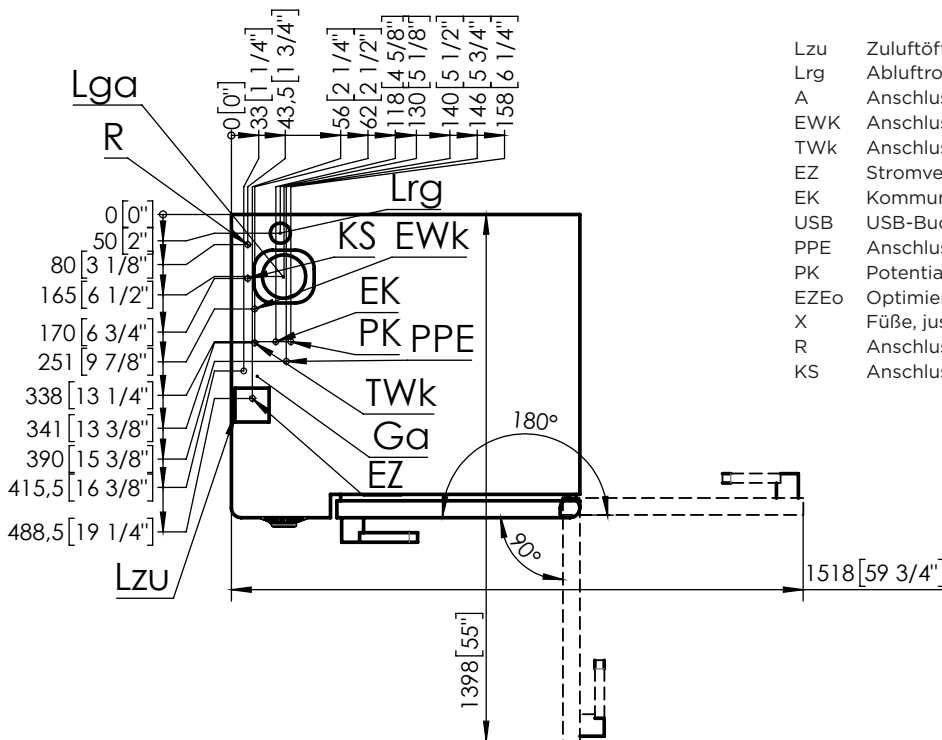 0 [0"]
33 [1 1/4"]
43,5 [1 3/4"]
56 [2 1/4"]
62 [2 1/2"]
118 [4 5/8"]
130 [5 1/8"]
140 [5 1/2"]
146 [5 3/4"]
158 [6 1/4"]
Lga
R
Lrg
KS EWk
EK
PK PPE
TWk
Ga
EZ
Lzu
0 [0"]
50 [2"]
80 [3 1/8"]
165 [6 1/2"]
170 [6 3/4"]
251 [9 7/8"]
338 [13 1/4"]
341 [13 3/8"]
390 [15 3/8"]
415,5 [16 3/8"]
488,5 [19 1/4"]
180°
90°
1518 [59 3/4"]
1398 [55"]
Lzu Zuluftöf
Lrg Abluftro
A Anschlus
EWK Anschlus
TWk Anschlus
EZ Stromve
EK Kommun
USB USB-Buc
PPE Anschlus
PK Potentia
EZEo Optimier
X Füße, jus
R Anschlus
KS Anschlus